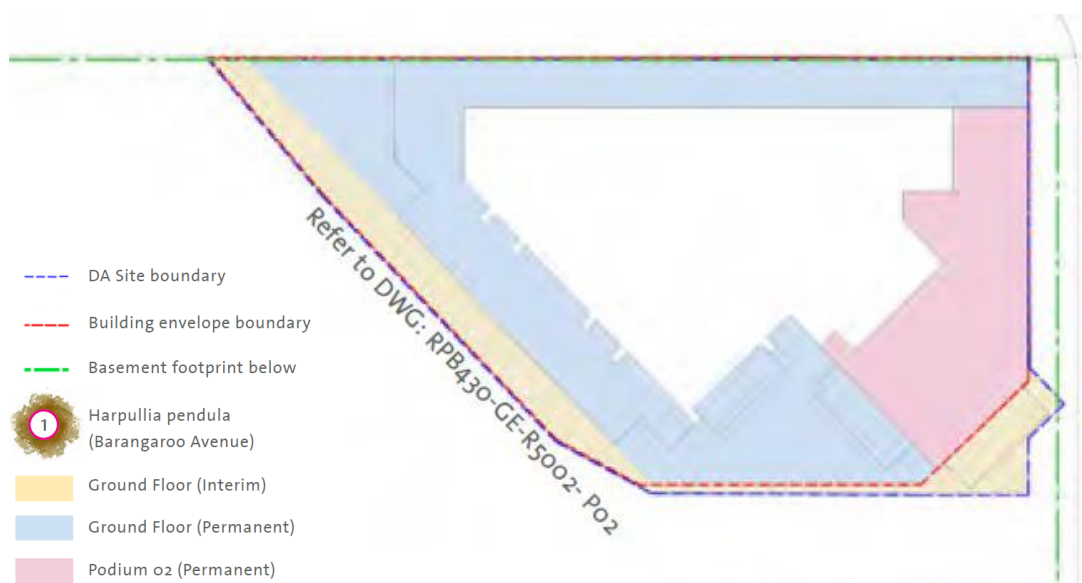 Refer to DWG: RPB430-GE-R5002- P02
DA Site boundary
Building envelope boundary
Basement footprint below
1
Harpullia pendula
(Barangaroo Avenue)
Ground Floor (Interim)
Ground Floor (Permanent)
Podium 02 (Permanent)